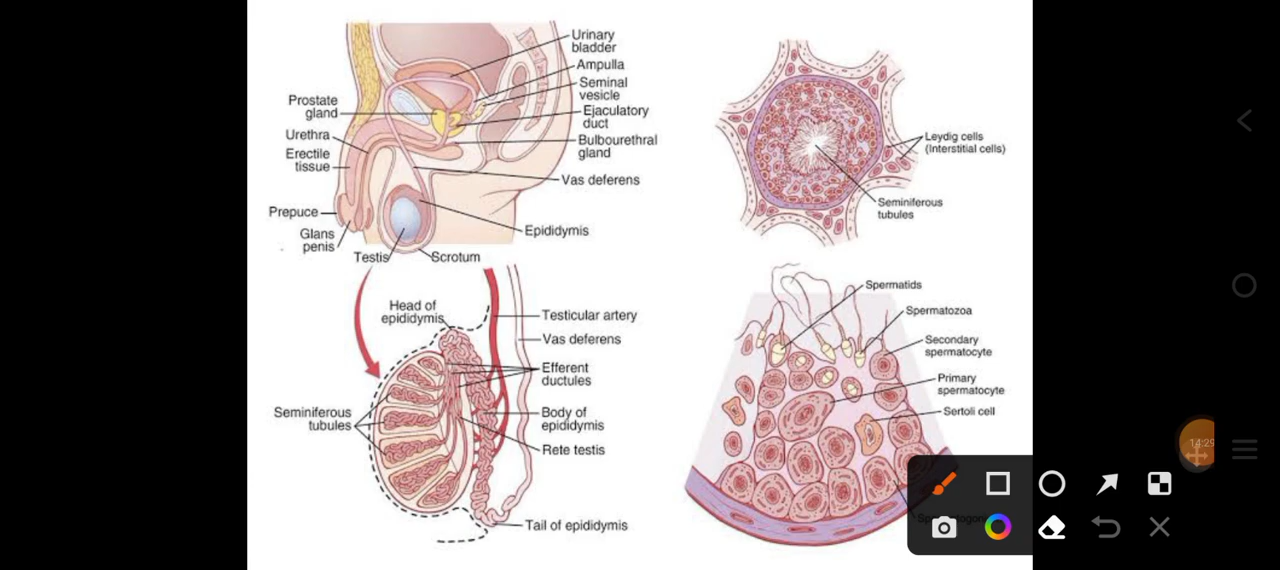 Urinary
bladder
Ampulla
Seminal
vesicle
Ejaculatory
duct
Bulbourethral
gland
Vas deferens
Epididymis
Prostate
gland
Urethra
Erectile
tissue
Prepuce
Glans
penis
Testis
Scrotum
Leydig cells
(Interstitial cells)
Seminiferous
tubules
Head of
epididymis
Testicular artery
Vas deferens
Efferent
ductules
Seminiferous
tubules
Body of
epididymis
Rete testis
Tail of epididymis
Spermatids
Spermatozoa
Secondary
spermatocyte
Primary
spermatocyte
Sertoli cell
14:29